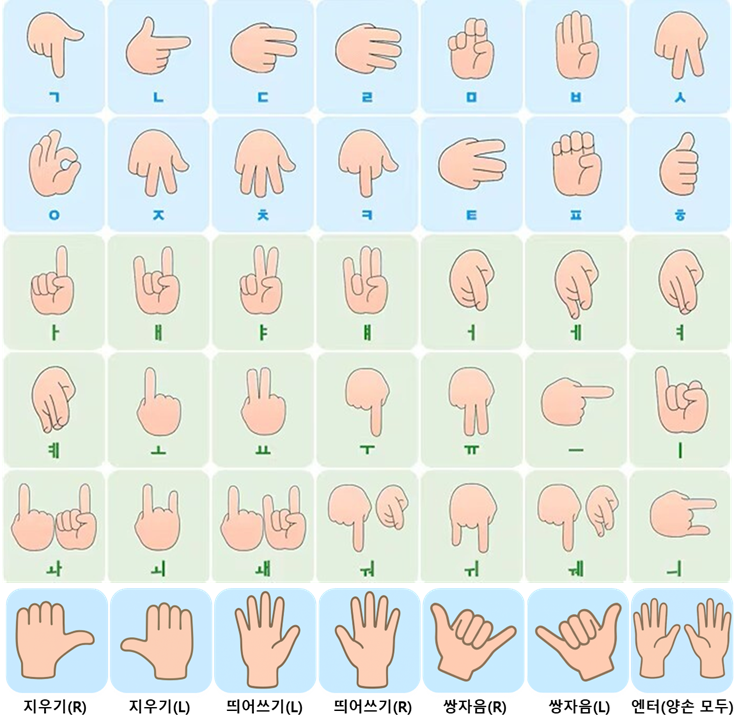 ㄱ ㄴ ㄷ ㄹ ㅁ ㅂ ㅅ
ㅇ ㅈ ㅊ ㅋ ㅌ ㅍ ㅎ
ㅏ ㅐ ㅑ ㅒ ㅓ ㅔ ㅕ
ㅖ ㅗ ㅛ ㅜ ㅠ ㅡ ㅣ
ㅘ ㅚ ㅙ ㅝ ㅟ ㅞ ㅢ
지우기(R) 지우기(L) 띄어쓰기(L) 띄어쓰기(R) 쌍자음(R) 쌍자음(L) 엔터(양손 모두)